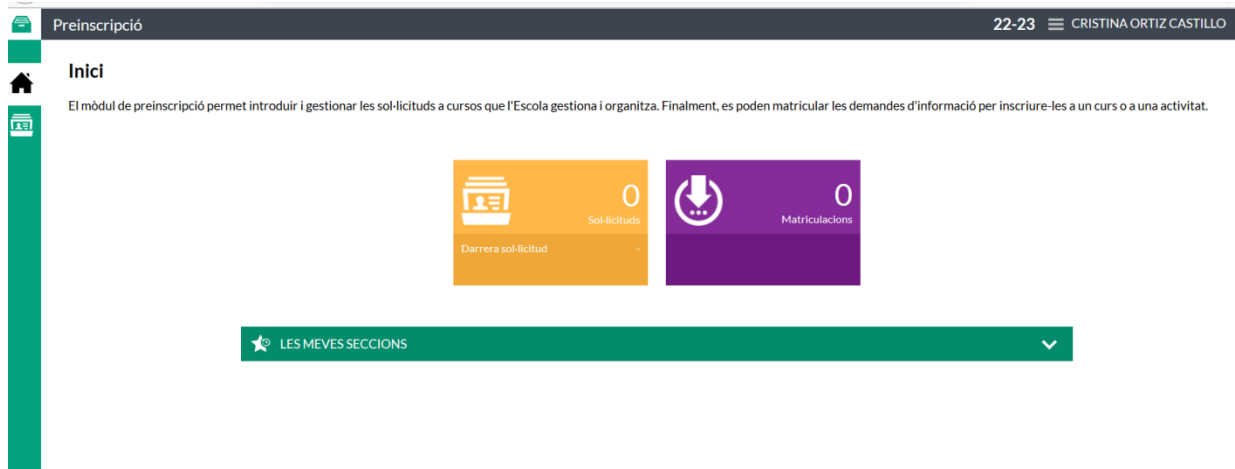 Preinscripció
22-23 CRISTINA ORTIZ CASTILLO
Inici
El mòdul de preinscripció permet introduir i gestionar les sol·licituds a cursos que l'Escola gestiona i organitza. Finalment, es poden matricular les demandes d'informació per inscriure-les a un curs o a una activitat.
0
Sol·licituds
Darrera sol·licitud -
0
Matriculacions
LES MEVES SECCIONS